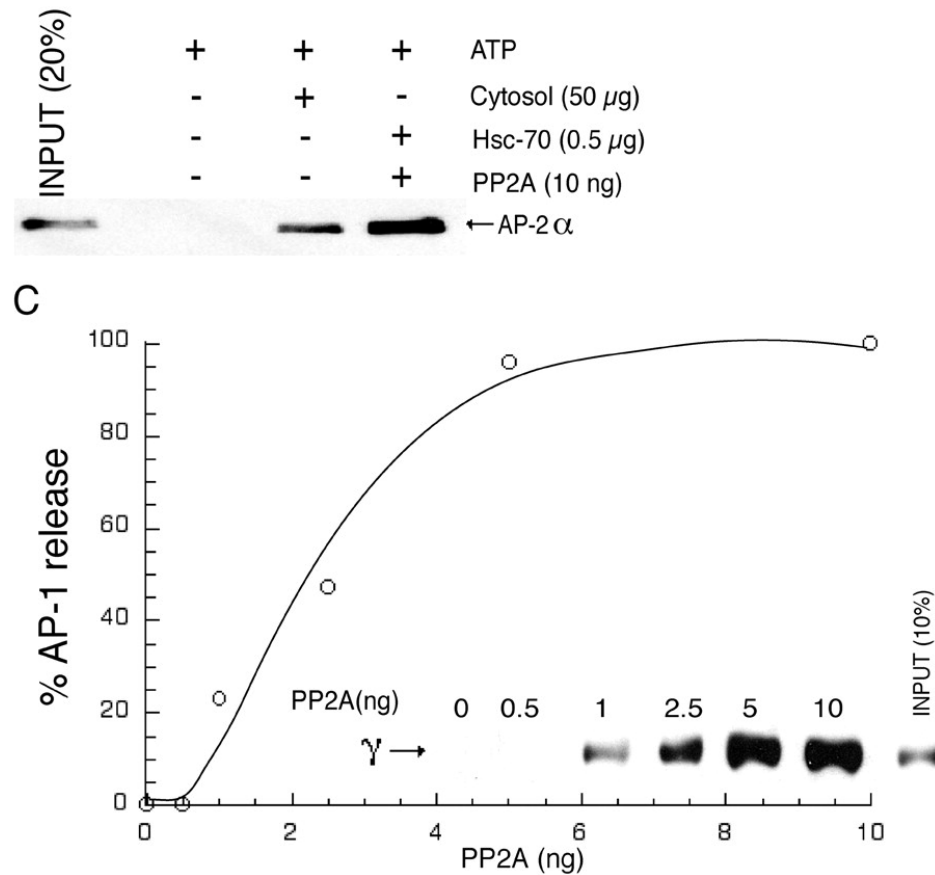 INPUT (20%)
+ + + ATP
- + - Cytosol (50 µg)
- - + Hsc-70 (0.5 µg)
- - + PP2A (10 ng)
←AP-2 α
C
% AP-1 release
100
80
60
40
20
0
PP2A(ng) 0 0.5 1 2.5 5 10 INPUT (10%)
γ →
0 2 4 6 8 10
PP2A (ng)